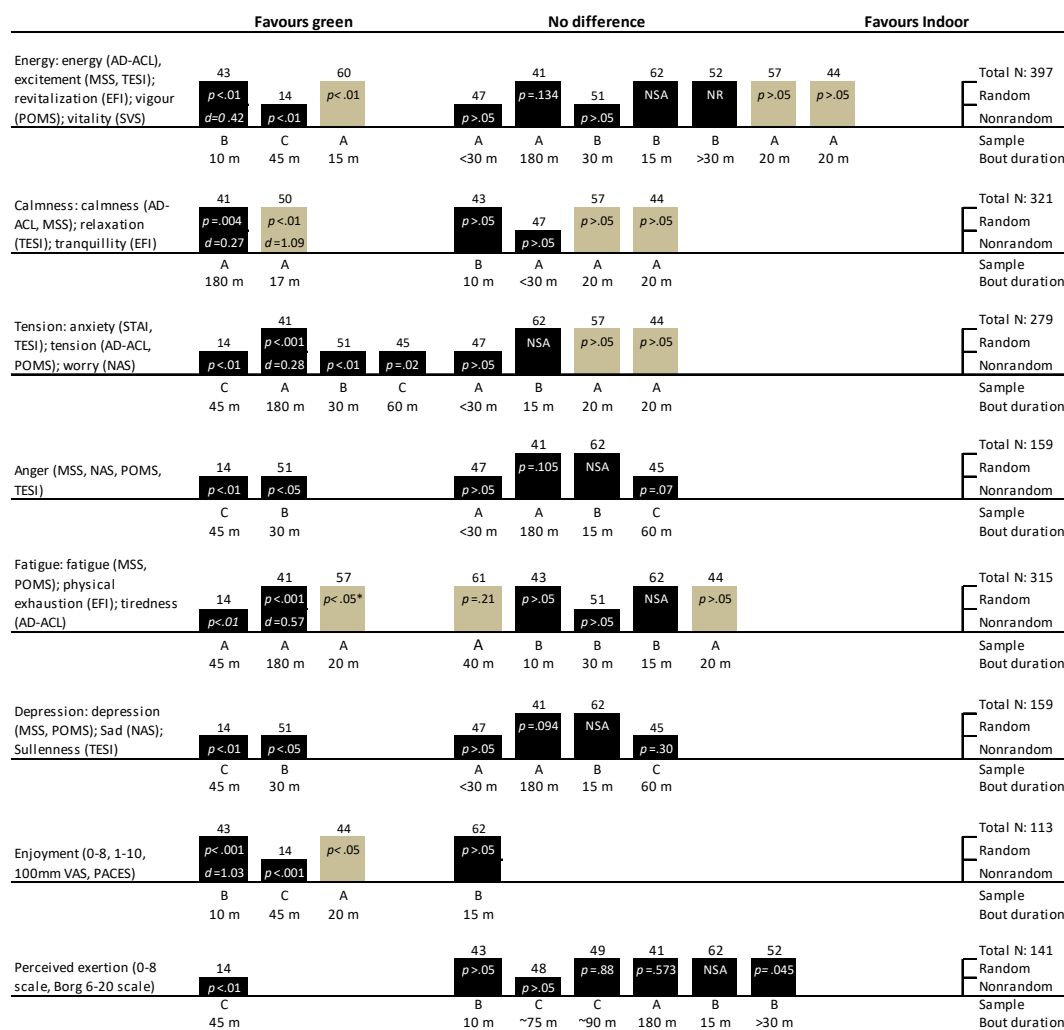 Favours green No difference Favours Indoor
Energy: energy (AD-ACL), excitement (MSS, TESI); revitalization (EFI); vigour (POMS); vitality (SVS)
43 14 60 47 41 51 62 52 57 44 Total N: 397
p<.01 p<.01 p=.134 NSA NR p>.05 p>.05 Random
d=0.42 p<.01 p>.05 p>.05 Nonrandom
B C A A A B B B A A Sample
10 m 45 m 15 m <30 m 180 m 30 m 15 m >30 m 20 m 20 m Bout duration
Calmness: calmness (AD-
ACL, MSS); relaxation
(TESI); tranquillity (EFI)
41 50 43 47 57 44 Total N: 321
p=.004 p<.01 p>.05 p>.05 p>.05 Random
d=0.27 d=1.09 p>.05 Nonrandom
A A B A A A Sample
180 m 17 m 10 m <30 m 20 m 20 m Bout duration
Tension: anxiety (STAI,
TESI); tension (AD-ACL,
POMS); worry (NAS)
14 41 51 45 47 62 57 44 Total N: 279
p<.001 NSA p>.05 p>.05 Random
p<.01 d=0.28 p<.01 p=.02 p>.05 Nonrandom
C A B C A B A A Sample
45 m 180 m 30 m 60 m <30 m 15 m 20 m 20 m Bout duration
Anger (MSS, NAS, POMS,
TESI)
14 51 47 41 62 45 Total N: 159
p=.105 NSA Random
p<.01 p<.05 p>.05 p=.07 Nonrandom
C B A A B C Sample
45 m 30 m <30 m 180 m 15 m 60 m Bout duration
Fatigue: fatigue (MSS,
POMS); physical
exhaustion (EFI); tiredness
(AD-ACL)
14 41 57 61 43 51 62 44 Total N: 315
p<.001 p<.05* p=.21 p>.05 NSA p>.05 Random
p<.01 d=0.57 p>.05 Nonrandom
A A A A B B B A Sample
45 m 180 m 20 m 40 m 10 m 30 m 15 m 20 m Bout duration
Depression: depression
(MSS, POMS); Sad (NAS);
Sullenness (TESI)
14 51 47 41 62 45 Total N: 159
p=.094 NSA Random
p<.01 p<.05 p>.05 p=.30 Nonrandom
C B A A B C Sample
45 m 30 m <30 m 180 m 15 m 60 m Bout duration
Enjoyment (0-8, 1-10,
100mm VAS, PACES)
43 14 44 62 Total N: 113
p<.001 p<.05 p>.05 Random
d=1.03 p<.001 Nonrandom
B C A B Sample
10 m 45 m 20 m 15 m Bout duration
Perceived exertion (0-8
scale, Borg 6-20 scale)
14 43 48 49 41 62 52 Total N: 141
p>.05 p=.88 p=.573 NSA p=.045 Random
p<.01 p>.05 Nonrandom
C B C C A B B Sample
45 m 10 m ~75 m ~90 m 180 m 15 m >30 m Bout duration